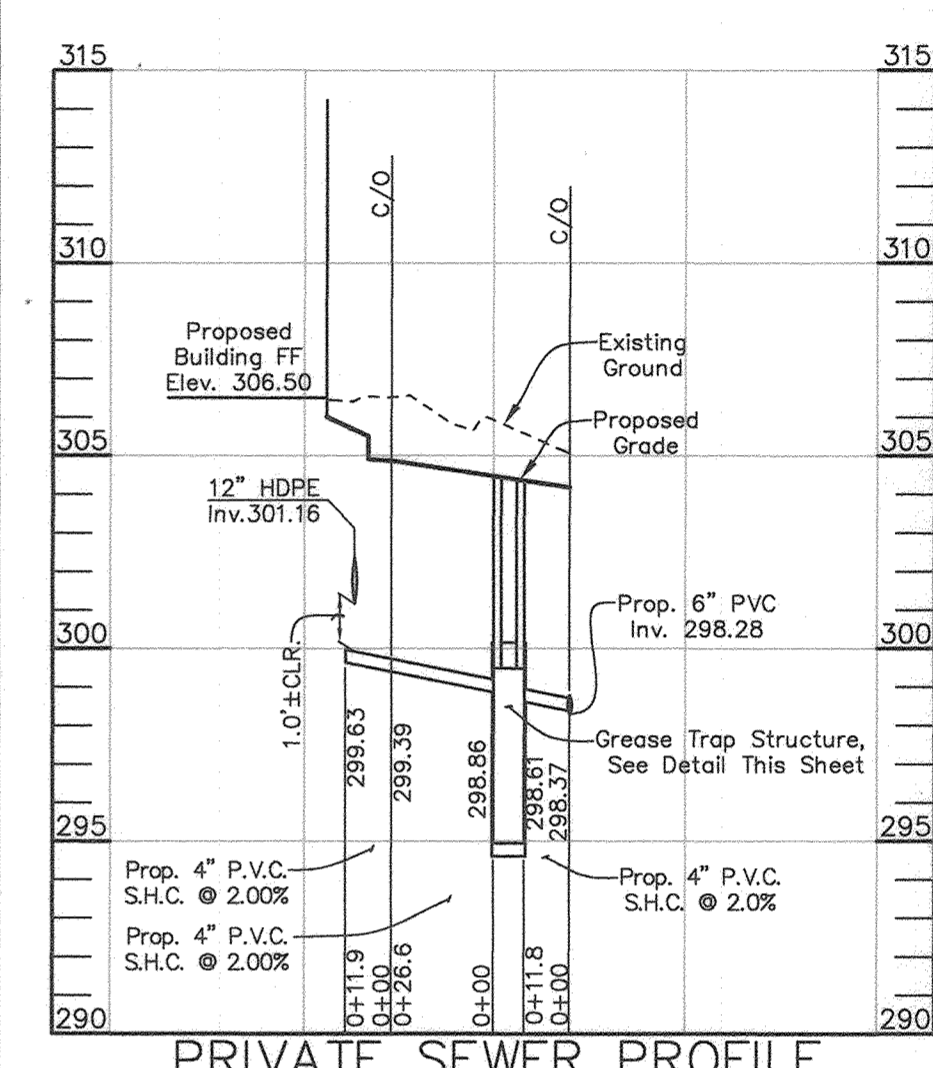 315
315
C/O
C/O
310
310
Proposed
Building FF
Elev. 306.50
Existing
Ground
Proposed
Grade
305
305
12" HDPE
Inv.301.16
Prop. 6" PVC
Inv. 298.28
300
300
1.0'±CLR.
299.63
299.39
298.86
298.61
298.37
Grease Trap Structure,
See Detail This Sheet
295
295
Prop. 4" P.V.C.
S.H.C. @ 2.00%
Prop. 4" P.V.C.
S.H.C. @ 2.0%
Prop. 4" P.V.C.
S.H.C. @ 2.00%
0+11.9
0+00
0+26.6
0+00
0+11.8
0+00
290
290
PRIVATE SEWER PROFILE